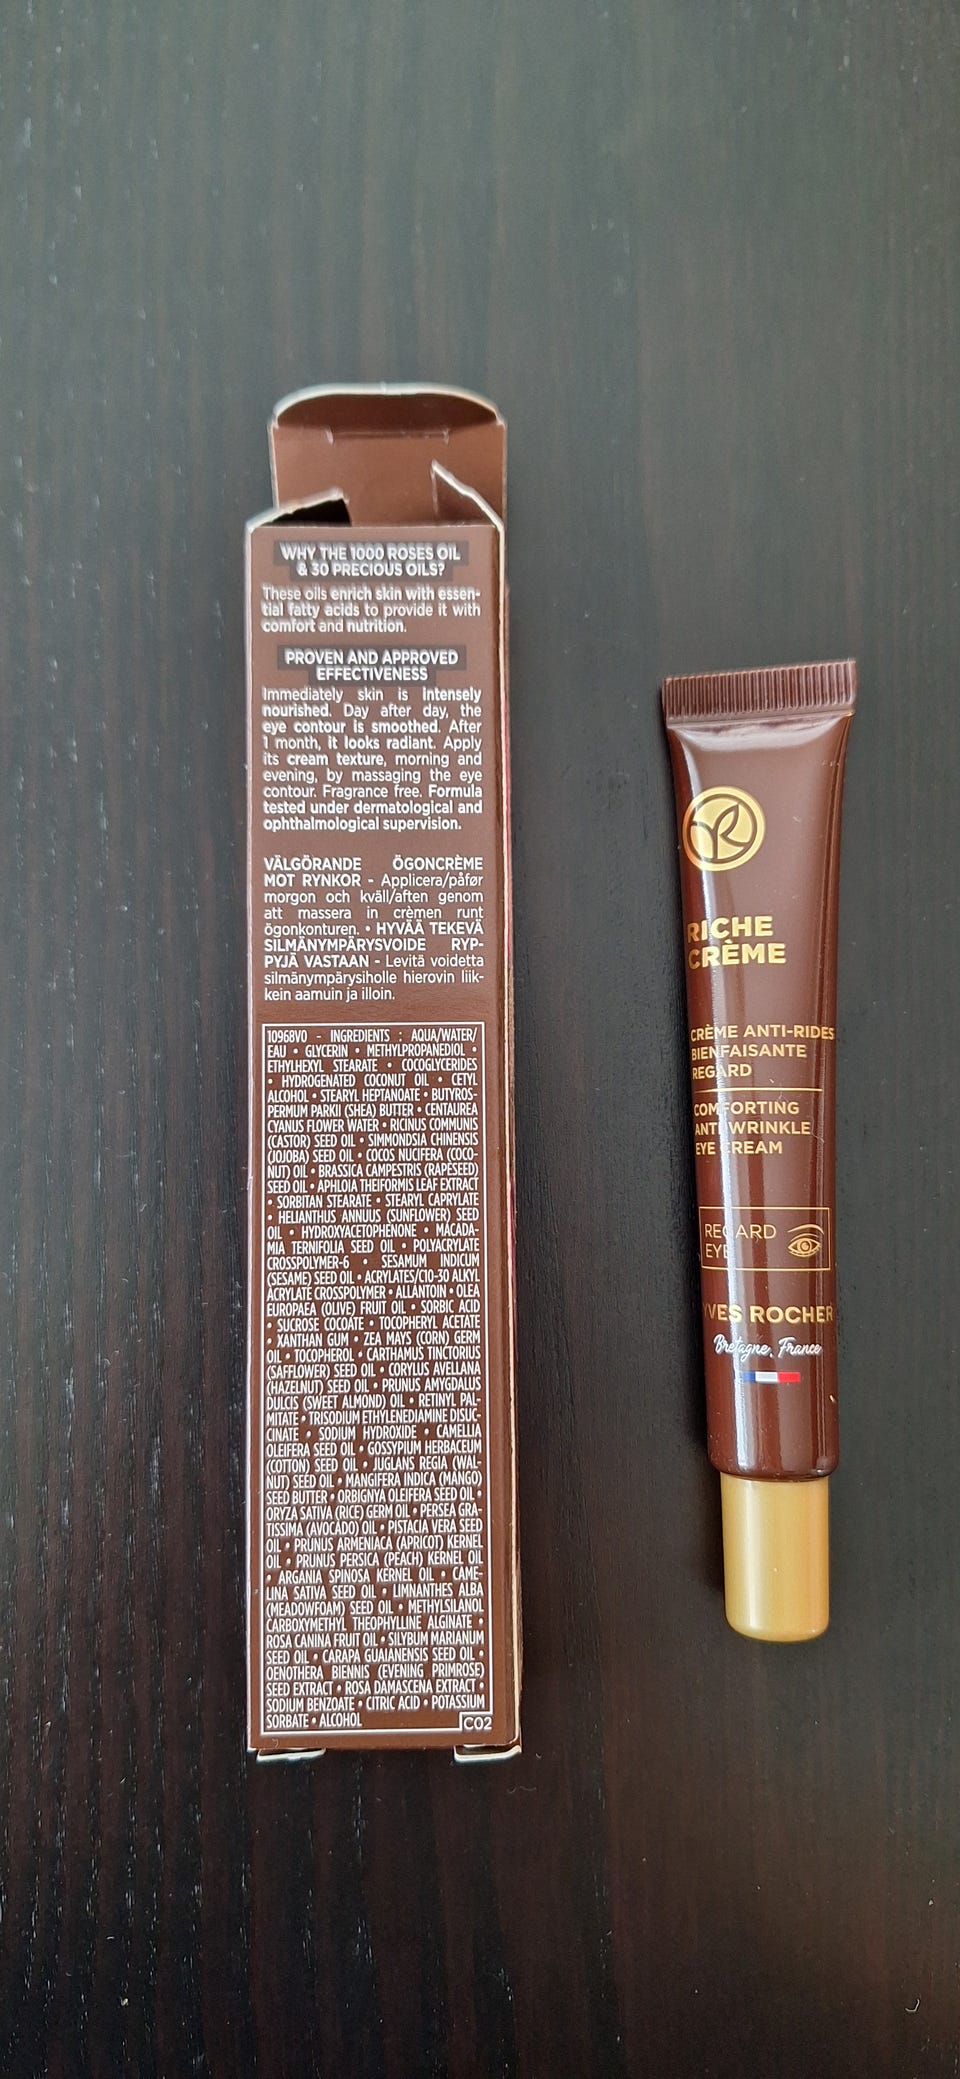 WHY THE 1000 ROSES OIL
& 30 PRECIOUS OILS?
These oils enrich skin with essen-
tial fatty acids to provide it with
comfort and nutrition.
PROVEN AND APPROVED
EFFECTIVENESS
Immediately skin is intensely
nourished. Day after day, the
eye contour is smoothed. After
1 month, it looks radiant. Apply
its cream texture, morning and
evening, by massaging the eye
contour. Fragrance free. Formula
tested under dermatological and
ophthalmological supervision.
VÄLGÖRANDE ÖGONCRÈME
MOT RYNKOR - Applicera/påfør
morgon och kväll/aften genom
att massera in crèmen runt
ögonkonturen. • HYVÄÄ TEKEVÄ
SILMÄNYMPÄRYSVOIDE RYP-
PYJÄ VASTAAN - Levitä voidetta
silmänympärysiholle hierovin liik-
kein aamuin ja illoin.
10968V0 - INGREDIENTS : AQUA/WATER/
EAU • GLYCERIN • METHYLPROPANEDIOL •
ETHYLHEXYL STEARATE • COCOGLYCERIDES
• HYDROGENATED COCONUT OIL • CETYL
ALCOHOL • STEARYL HEPTANOATE • BUTYROS-
PERMUM PARKII (SHEA) BUTTER • CENTAUREA
CYANUS FLOWER WATER • RICINUS COMMUNIS
(CASTOR) SEED OIL • SIMMONDSIA CHINENSIS
(JOJOBA) SEED OIL • COCOS NUCIFERA (COCO-
NUT) OIL • BRASSICA CAMPESTRIS (RAPESEED)
SEED OIL • APHLOIA THEIFORMIS LEAF EXTRACT
• SORBITAN STEARATE • STEARYL CAPRYLATE
• HELIANTHUS ANNUUS (SUNFLOWER) SEED
OIL • HYDROXYACETOPHENONE • MACADA-
MIA TERNIFOLIA SEED OIL • POLYACRYLATE
CROSSPOLYMER-6 • SESAMUM INDICUM
(SESAME) SEED OIL • ACRYLATES/C10-30 ALKYL
ACRYLATE CROSSPOLYMER • ALLANTOIN • OLEA
EUROPAEA (OLIVE) FRUIT OIL • SORBIC ACID
• SUCROSE COCOATE • TOCOPHERYL ACETATE
• XANTHAN GUM • ZEA MAYS (CORN) GERM
OIL • TOCOPHEROL • CARTHAMUS TINCTORIUS
(SAFFLOWER) SEED OIL • CORYLUS AVELLANA
(HAZELNUT) SEED OIL • PRUNUS AMYGDALUS
DULCIS (SWEET ALMOND) OIL • RETINYL PAL-
MITATE • TRISODIUM ETHYLENEDIAMINE DISUC-
CINATE • SODIUM HYDROXIDE • CAMELLIA
OLEIFERA SEED OIL • GOSSYPIUM HERBACEUM
(COTTON) SEED OIL • JUGLANS REGIA (WAL-
NUT) SEED OIL • MANGIFERA INDICA (MANGO)
SEED BUTTER • ORBIGNYA OLEIFERA SEED OIL •
ORYZA SATIVA (RICE) GERM OIL • PERSEA GRA-
TISSIMA (AVOCADO) OIL • PISTACIA VERA SEED
OIL • PRUNUS ARMENIACA (APRICOT) KERNEL
OIL • PRUNUS PERSICA (PEACH) KERNEL OIL
• ARGANIA SPINOSA KERNEL OIL • CAME-
LINA SATIVA SEED OIL • LIMNANTHES ALBA
(MEADOWFOAM) SEED OIL • METHYLSILANOL
CARBOXYMETHYL THEOPHYLLINE ALGINATE •
ROSA CANINA FRUIT OIL • SILYBUM MARIANUM
SEED OIL • CARAPA GUAIANENSIS SEED OIL •
OENOTHERA BIENNIS (EVENING PRIMROSE)
SEED EXTRACT • ROSA DAMASCENA EXTRACT •
SODIUM BENZOATE • CITRIC ACID • POTASSIUM
SORBATE • ALCOHOL
C02
RICHE
CRÈME
CRÈME ANTI-RIDES
BIENFAISANTE
REGARD
COMFORTING
ANTI-WRINKLE
EYE CREAM
REGARD
EYE
YVES ROCHER
Bretagne, France